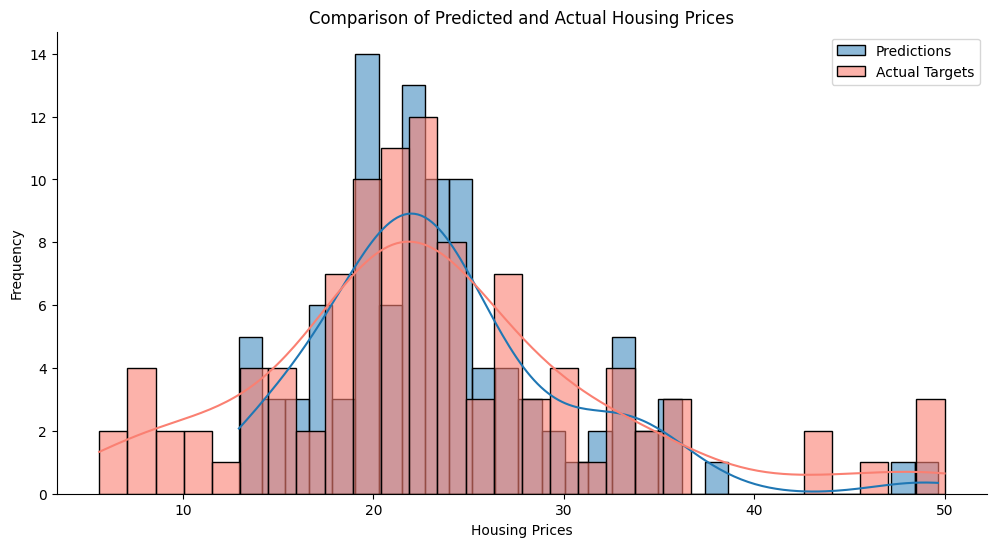 Comparison of Predicted and Actual Housing Prices
Predictions
Actual Targets
Frequency
14
12
10
8
6
4
2
0
10
20
30
40
50
Housing Prices